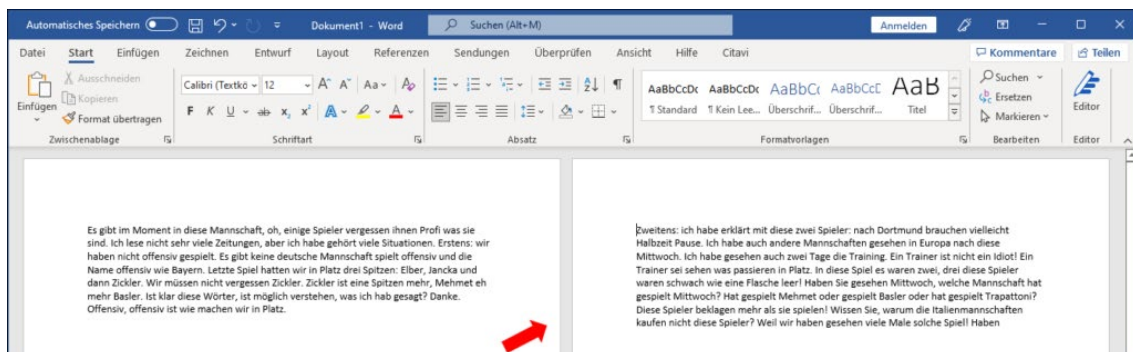 Automatisches Speichern
Dokument1 - Word
Suchen (Alt+M)
Anmelden
Datei Start Einfügen Zeichnen Entwurf Layout Referenzen Sendungen Überprüfen Ansicht Hilfe Citavi
Kommentare Teilen
Einfügen
Ausschneiden
Kopieren
Format übertragen
Zwischenablage
Calibri (Textkö 12
A A Aa A
F K U ab x₂ x² A A
Schriftart
Absatz
AaBbCcDc AaBbCcDc AaBbCc AaBbCcD AaB
¶ Standard ¶ Kein Lee... Überschrif... Überschrif... Titel
Formatvorlagen
Suchen
Ersetzen
Markieren
Bearbeiten
Editor
Editor
Es gibt im Moment in diese Mannschaft, oh, einige Spieler vergessen ihnen Profi was sie
sind. Ich lese nicht sehr viele Zeitungen, aber ich habe gehört viele Situationen. Erstens: wir
haben nicht offensiv gespielt. Es gibt keine deutsche Mannschaft spielt offensiv und die
Name offensiv wie Bayern. Letzte Spiel hatten wir in Platz drei Spitzen: Elber, Jancka und
dann Zickler. Wir müssen nicht vergessen Zickler. Zickler ist eine Spitzen mehr, Mehmet eh
mehr Basler. Ist klar diese Wörter, ist möglich verstehen, was ich hab gesagt? Danke.
Offensiv, offensiv ist wie machen wir in Platz.
Zweitens: ich habe erklärt mit diese zwei Spieler: nach Dortmund brauchen vielleicht
Halbzeit Pause. Ich habe auch andere Mannschaften gesehen in Europa nach diese
Mittwoch. Ich habe gesehen auch zwei Tage die Training. Ein Trainer ist nicht ein Idiot! Ein
Trainer sei sehen was passieren in Platz. In diese Spiel es waren zwei, drei diese Spieler
waren schwach wie eine Flasche leer! Haben Sie gesehen Mittwoch, welche Mannschaft hat
gespielt Mittwoch? Hat gespielt Mehmet oder gespielt Basler oder hat gespielt Trapattoni?
Diese Spieler beklagen mehr als sie spielen! Wissen Sie, warum die Italienmannschaften
kaufen nicht diese Spieler? Weil wir haben gesehen viele Male solche Spiel! Haben